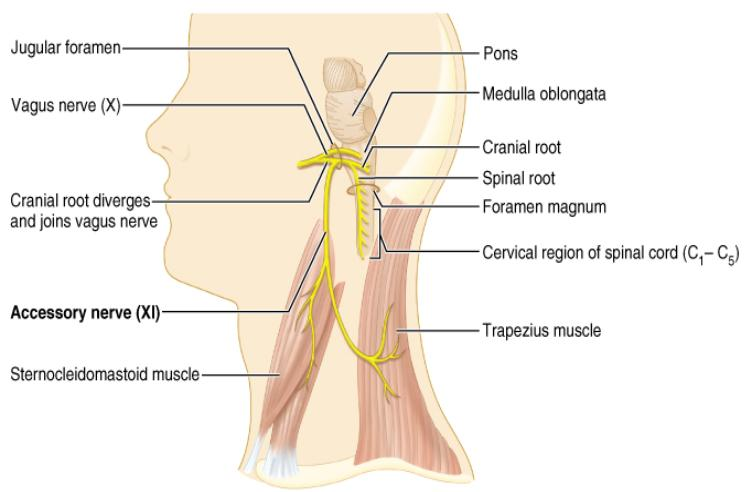 Jugular foramen
Vagus nerve (X)
Cranial root diverges
and joins vagus nerve
Accessory nerve (XI)
Sternocleidomastoid muscle
Pons
Medulla oblongata
Cranial root
Spinal root
Foramen magnum
Cervical region of spinal cord (C₁– C₅)
Trapezius muscle